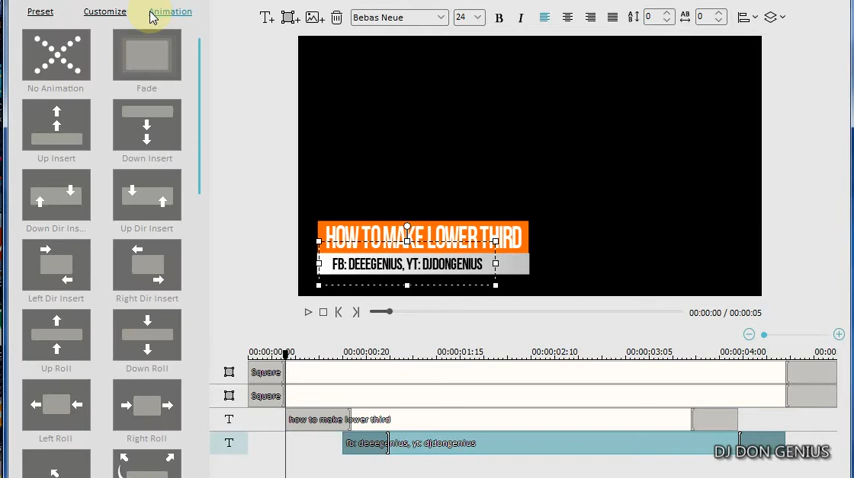 Preset Customize Animation
Bebas Neue 24 B I 0 AB 0
No Animation Fade
Up Insert Down Insert
Down Dir Ins... Up Dir Insert
Left Dir Insert Right Dir Insert
Up Roll Down Roll
Left Roll Right Roll
HOW TO MAKE LOWER THIRD
FB: DEEEGENIUS, YT: DJDONGENIUS
00:00:00 / 00:00:05
00:00:00:00 00:00:00:20 00:00:01:15 00:00:02:10 00:00:03:05 00:00:04:00 00:00
Square
Square
T how to make lower third
T fb: deeegenius, yt: djdongenius
DJ DON GENIUS